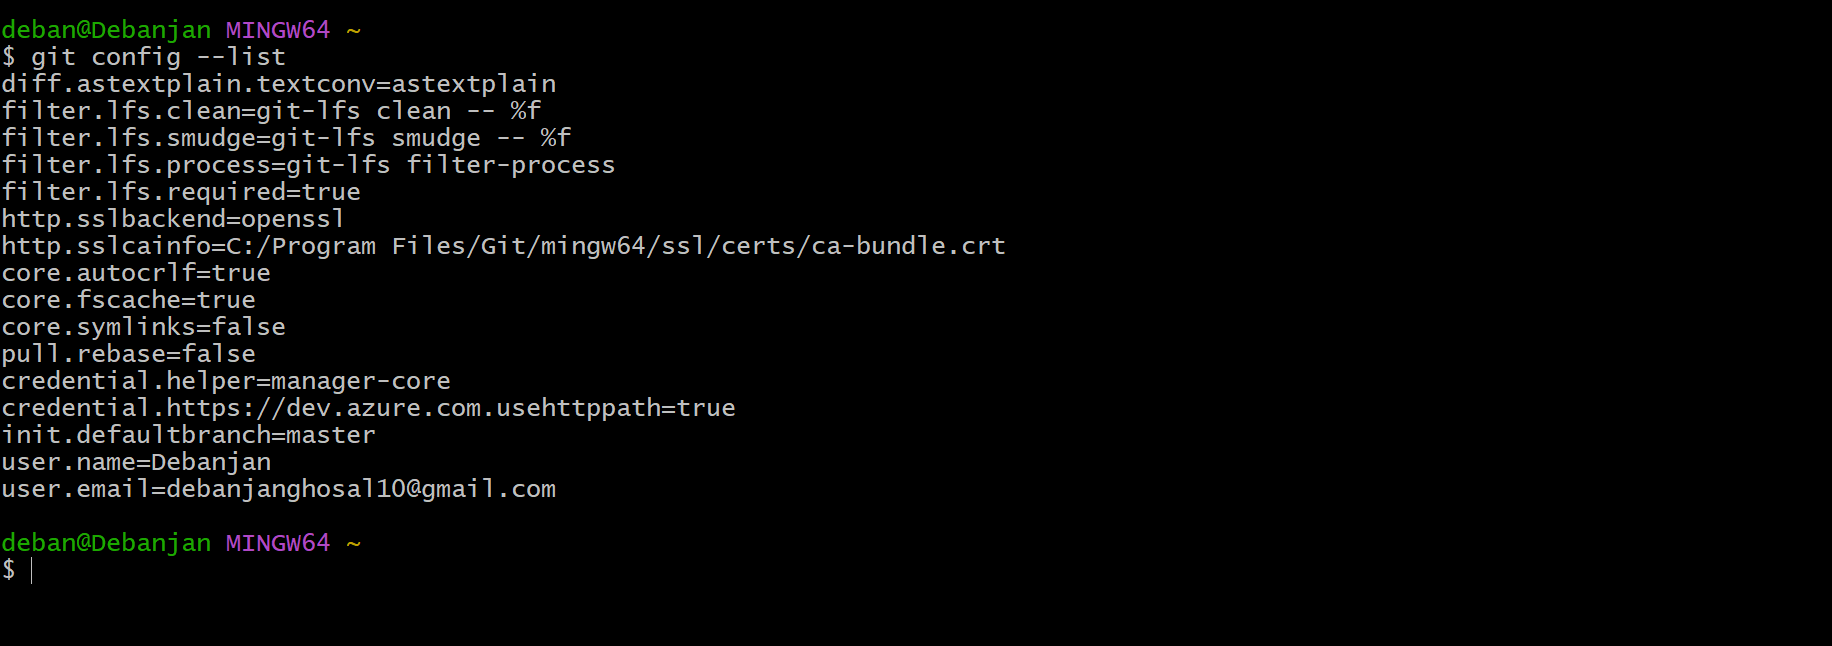 deban@Debanjan MINGW64 ~
$ git config --list
diff.astextplain.textconv=astextplain
filter.lfs.clean=git-lfs clean -- %f
filter.lfs.smudge=git-lfs smudge -- %f
filter.lfs.process=git-lfs filter-process
filter.lfs.required=true
http.sslbackend=openssl
http.sslcainfo=C:/Program Files/Git/mingw64/ssl/certs/ca-bundle.crt
core.autocrlf=true
core.fscache=true
core.symlinks=false
pull.rebase=false
credential.helper=manager-core
credential.https://dev.azure.com.usehttppath=true
init.defaultbranch=master
user.name=Debanjan
user.email=debanjanghosal10@gmail.com
deban@Debanjan MINGW64 ~
$